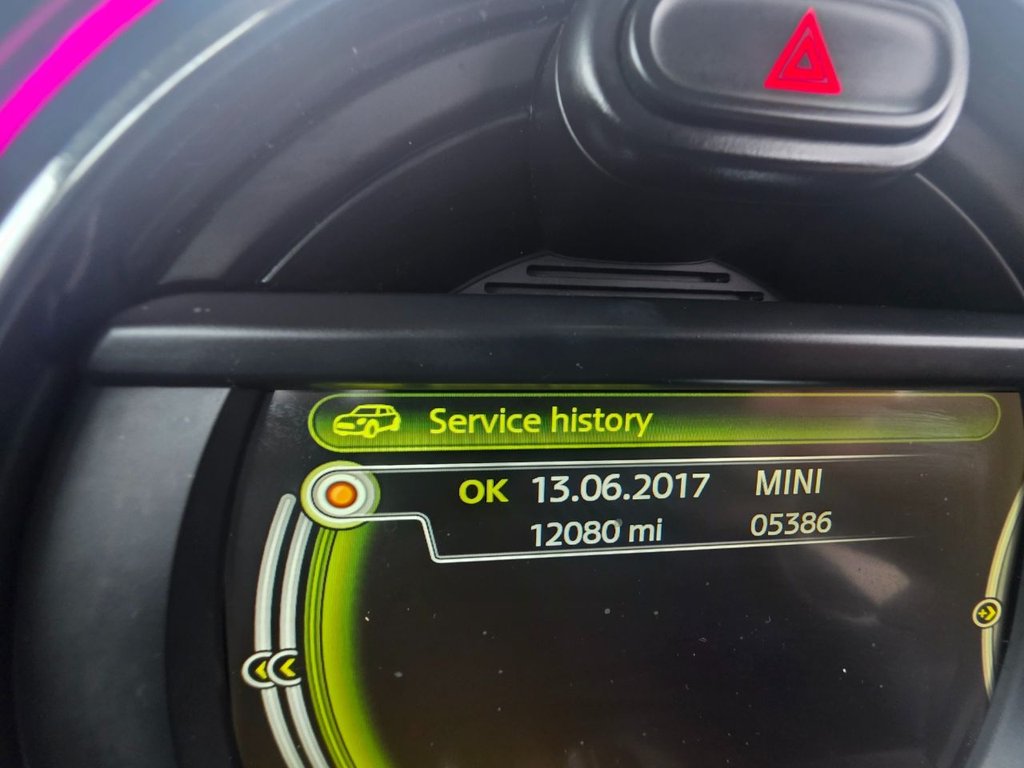 Service history
OK 13.06.2017 MINI
12080 mi 05386